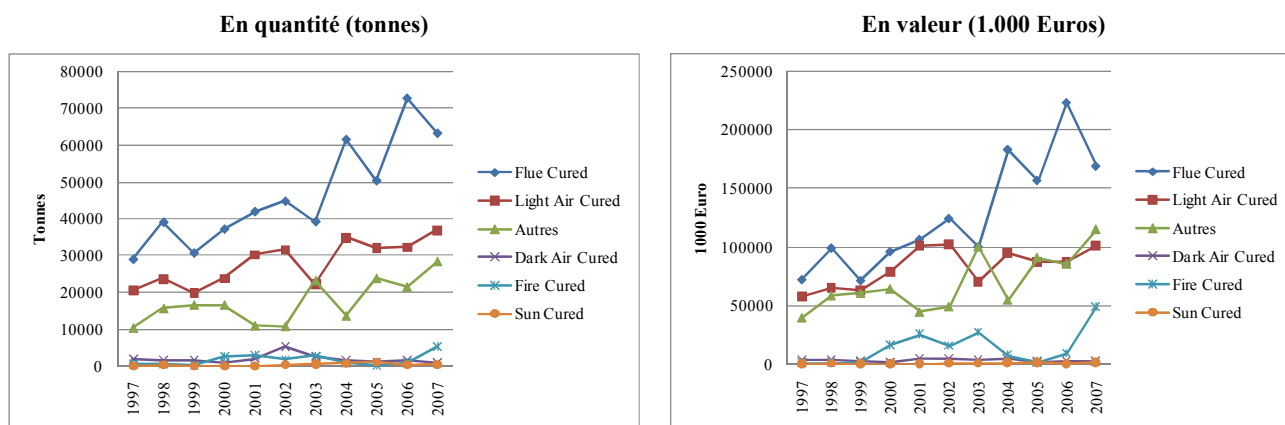 En quantité (tonnes)
80000
70000
60000
50000
40000
30000
20000
10000
0
Tonnes
1997
1998
1999
2000
2001
2002
2003
2004
2005
2006
2007
Flue Cured
Light Air Cured
Autres
Dark Air Cured
Fire Cured
Sun Cured
En valeur (1.000 Euros)
250000
200000
150000
100000
50000
0
1000 Euro
1997
1998
1999
2000
2001
2002
2003
2004
2005
2006
2007
Flue Cured
Light Air Cured
Autres
Dark Air Cured
Fire Cured
Sun Cured